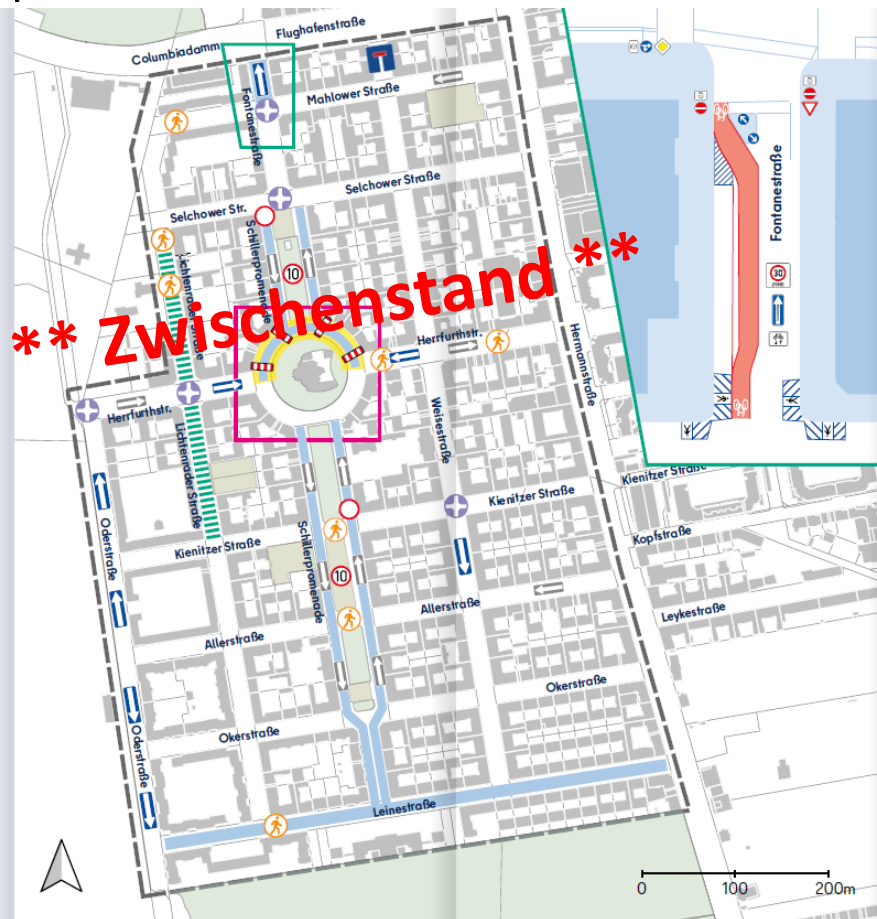 Flughafenstraße
Columbiadamm
Fontanestraße
Mahlower Straße
Selchower Straße
Selchower Str.
Schillerpromenade
Lichtenrader Straße
10
** Zwischenstand **
Herrfurthstr.
Hermannstraße
Weisestraße
Herrfurthstr.
Lichtenrader Straße
Kienitzer Straße
Kienitzer Straße
Oderstraße
Kopfstraße
Kienitzer Straße
Schillerpromenade
10
Allerstraße
Leykestraße
Allerstraße
Okerstraße
Okerstraße
Oderstraße
Leinestraße
Fontanestraße
30
ZONE
0 100 200m